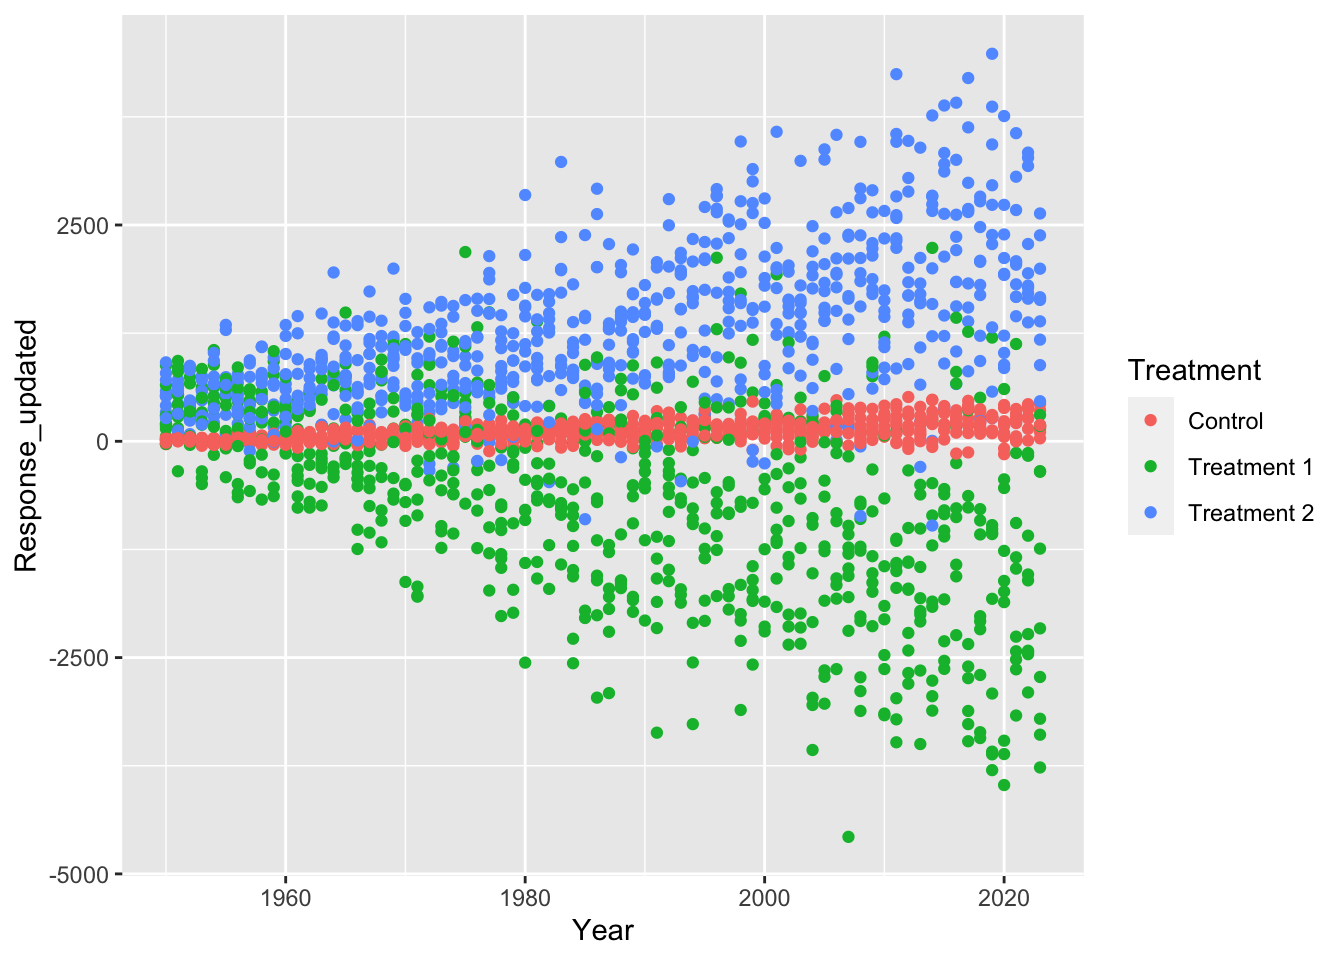 Response_updated
2500
0
-2500
-5000
1960 1980 2000 2020
Year
Treatment
Control
Treatment 1
Treatment 2